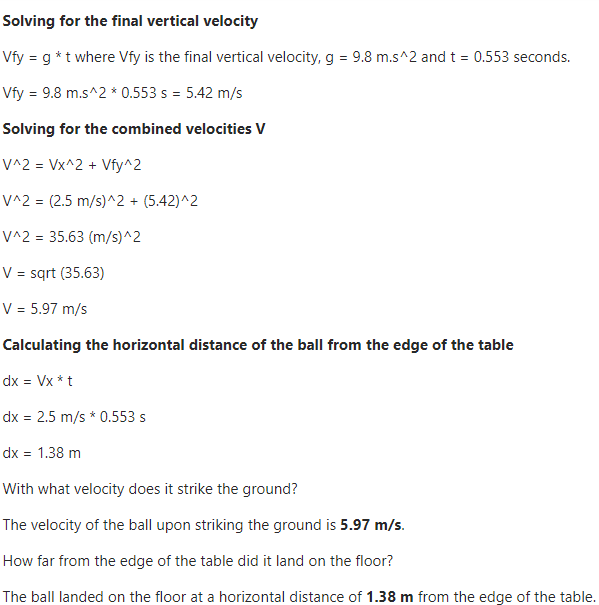 Solving for the final vertical velocity
Vfy = g * t where Vfy is the final vertical velocity, g = 9.8 m.s^2 and t = 0.553 seconds.
Vfy = 9.8 m.s^2 * 0.553 s = 5.42 m/s
Solving for the combined velocities V
V^2 = Vx^2 + Vfy^2
V^2 = (2.5 m/s)^2 + (5.42)^2
V^2 = 35.63 (m/s)^2
V = sqrt (35.63)
V = 5.97 m/s
Calculating the horizontal distance of the ball from the edge of the table
dx = Vx * t
dx = 2.5 m/s * 0.553 s
dx = 1.38 m
With what velocity does it strike the ground?
The velocity of the ball upon striking the ground is 5.97 m/s.
How far from the edge of the table did it land on the floor?
The ball landed on the floor at a horizontal distance of 1.38 m from the edge of the table.